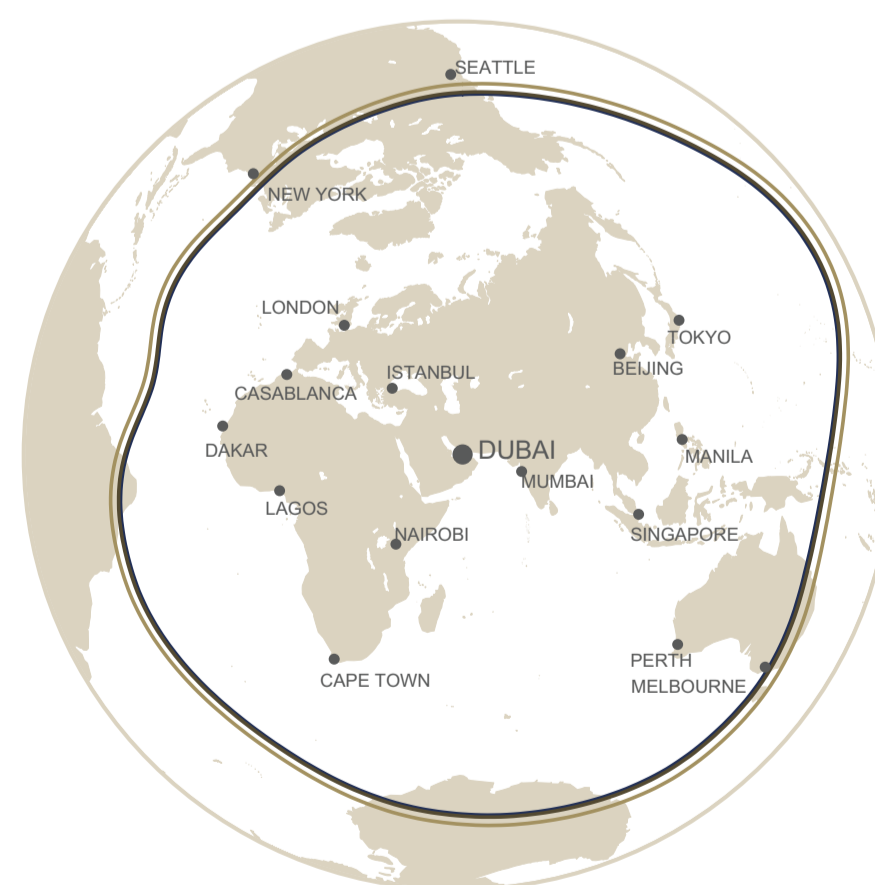 SEATTLE
NEW YORK
LONDON
TOKYO
BEIJING
ISTANBUL
CASABLANCA
DAKAR
DUBAI
MANILA
MUMBAI
LAGOS
NAIROBI
SINGAPORE
PERTH
CAPE TOWN
MELBOURNE